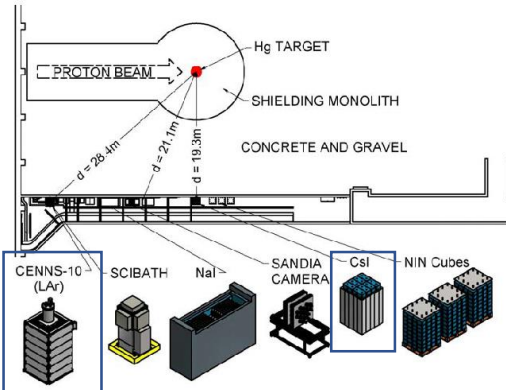 Hg TARGET
PROTON BEAM
SHIELDING MONOLITH
CONCRETE AND GRAVEL
d = 28.4m
d = 21.1m
d = 19.3m
CENNS-10
(LAr)
SCIBATH
NaI
SANDIA
CAMERA
CsI
NIN Cubes